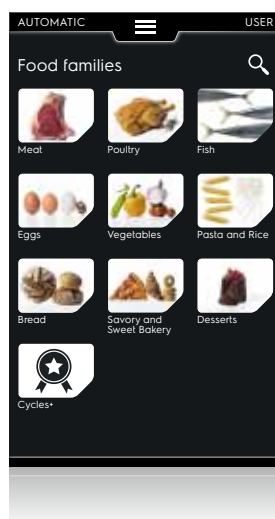 AUTOMATIC USER
Food families
Meat Poultry Fish
Eggs Vegetables Pasta and Rice
Bread Savory and Sweet Bakery Desserts
Cycles+